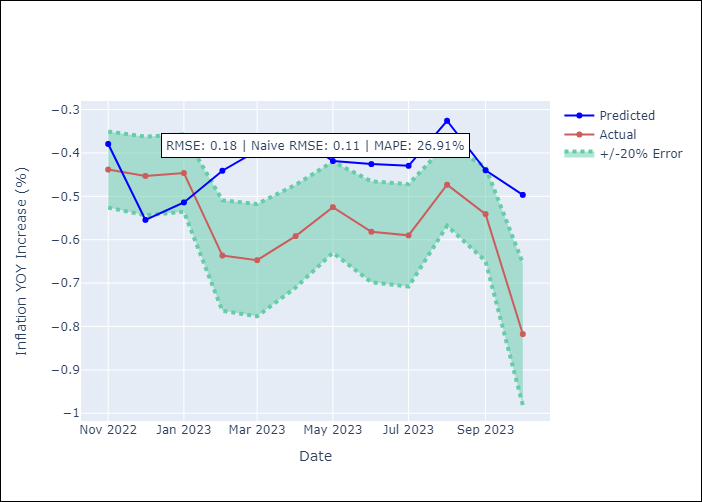 Inflation YOY Increase (%)
−0.3
−0.4
−0.5
−0.6
−0.7
−0.8
−0.9
−1
RMSE: 0.18 | Naive RMSE: 0.11 | MAPE: 26.91%
Predicted
Actual
+/-20% Error
Nov 2022
Jan 2023
Mar 2023
May 2023
Jul 2023
Sep 2023
Date